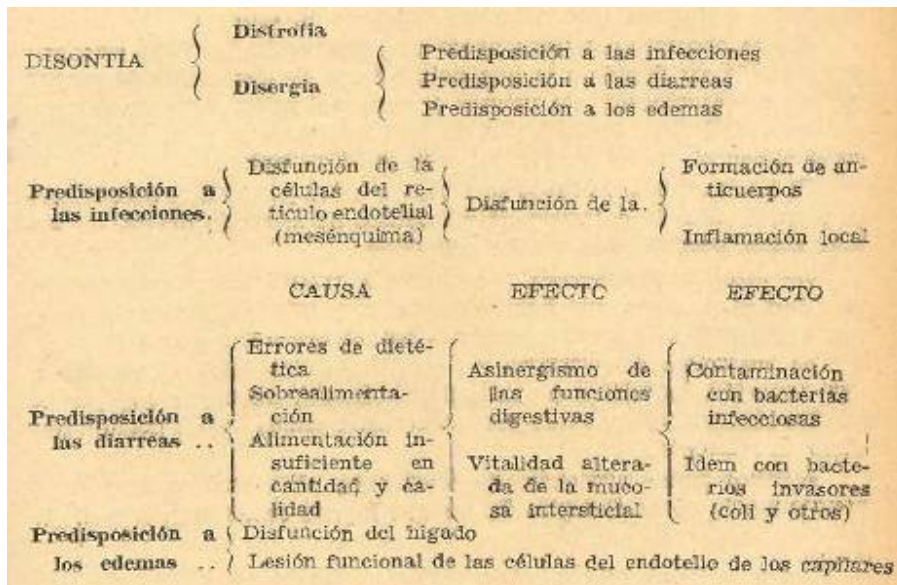 Distrofia
DISONTIA
Disergia
Predisposición a las infecciones
Predisposición a las diarreas
Predisposición a los edemas
Predisposición a
las infecciones.
Disfunción de la
células del re-
tículo endotelial
(mesénquima)
Disfunción de la.
Formación de an-
ticuerpos
Inflamación local
CAUSA EFECTO EFECTO
Predisposición a
las diarreas ..
Errores de dieté-
tica
Sobrealimenta-
ción
Alimentación in-
suficiente en
cantidad y ca-
lidad
Asinergismo de
las funciones
digestivas
Vitalidad altera-
da de la muco-
sa intersticial
Contaminación
con bacterias
infecciosas
Idem con bacte-
rios invasores
(coli y otros)
Predisposición a
los edemas ..
Disfunción del hígado
Lesión funcional de las células del endotelio de los capilares